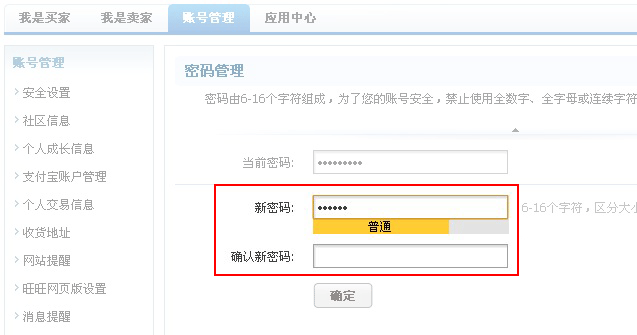 我是买家 我是卖家 账号管理 应用中心
账号管理
安全设置
社区信息
个人成长信息
支付宝账户管理
个人交易信息
收货地址
网站提醒
旺旺网页版设置
消息提醒
密码管理
密码由6-16个字符组成，为了您的账号安全，禁止使用全数字、全字母或连续字符
当前密码: •••••••••
新密码: •••••• 6-16个字符，区分大小
普通
确认新密码:
确定